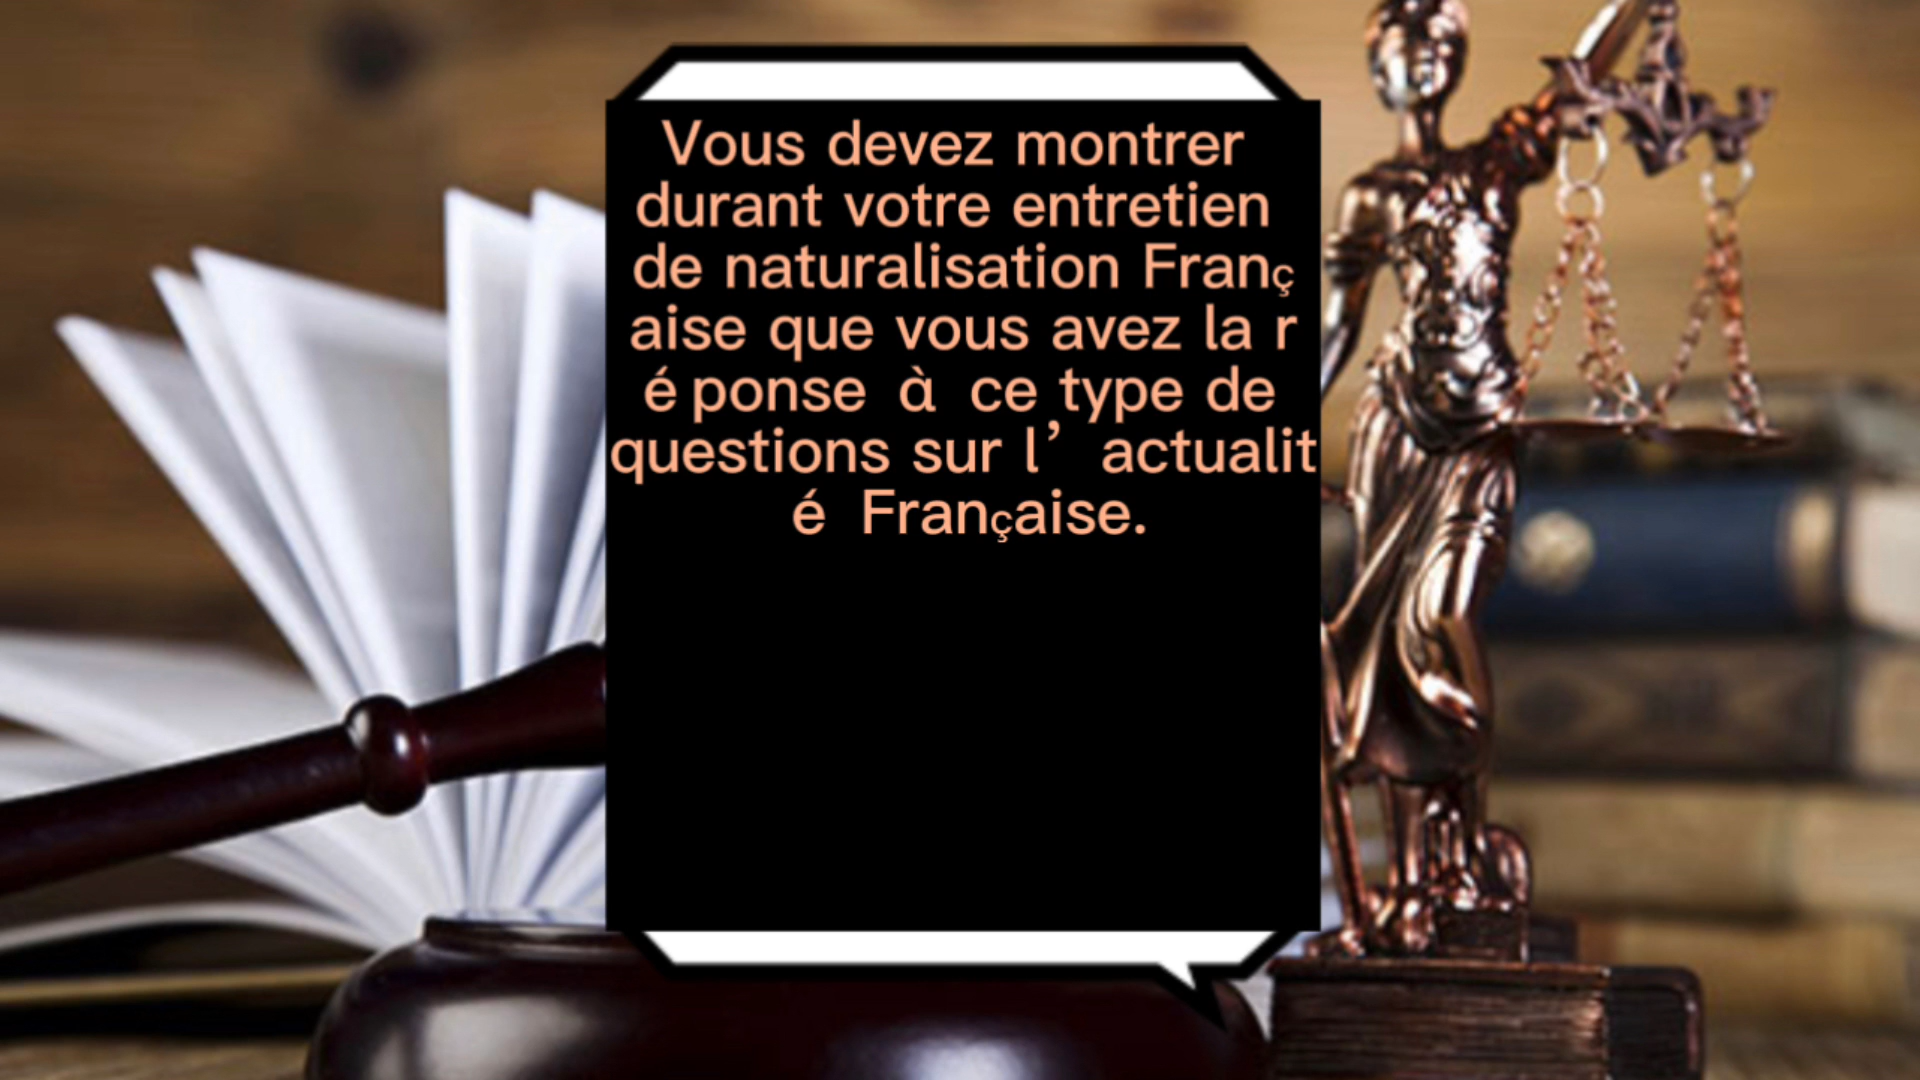 Vous devez montrer
durant votre entretien
de naturalisation Franç
aise que vous avez la r
é ponse à ce type de
questions sur l’ actualit
é Française.